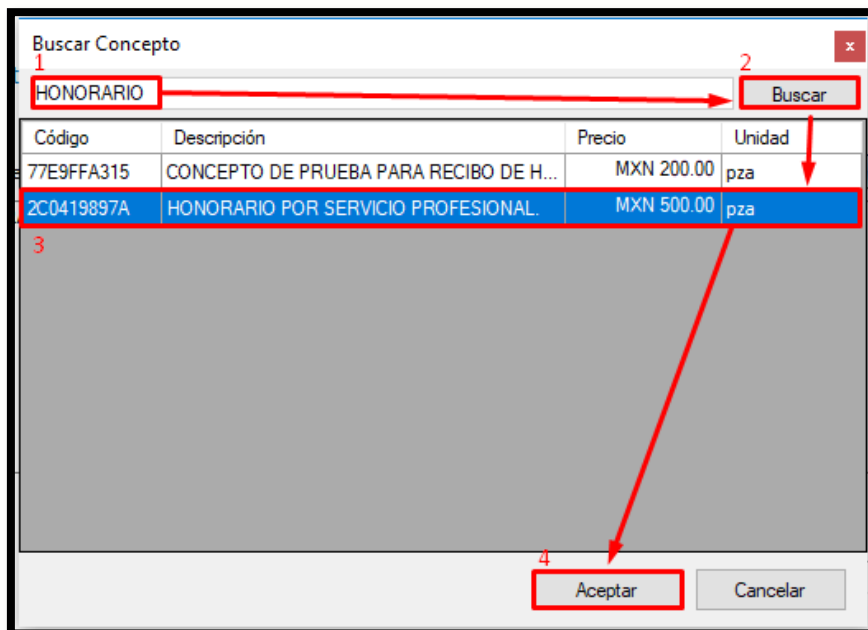 Buscar Concepto
1
2
HONORARIO
Buscar
Código Descripción Precio Unidad
77E9FFA315 CONCEPTO DE PRUEBA PARA RECIBO DE H... MXN 200.00 pza
2C0419897A HONORARIO POR SERVICIO PROFESIONAL. MXN 500.00 pza
3
4
Aceptar Cancelar